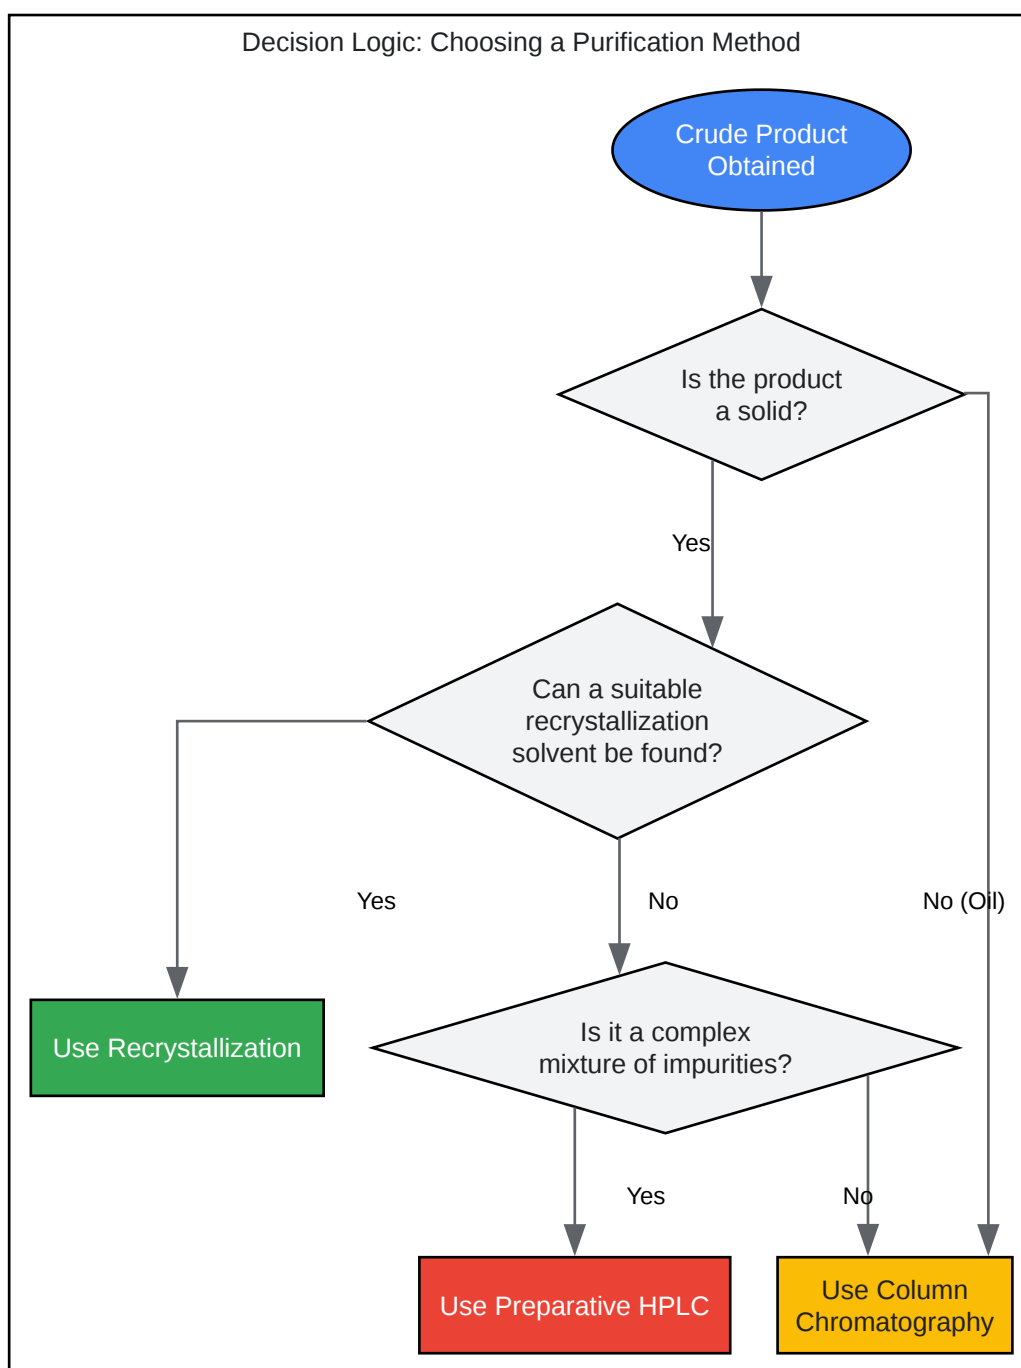 Decision Logic: Choosing a Purification Method
Crude Product
Obtained
Is the product
a solid?
Yes
Can a suitable
recrystallization
solvent be found?
Yes
No
No (Oil)
Use Recrystallization
Is it a complex
mixture of impurities?
Yes
No
Use Preparative HPLC
Use Column
Chromatography